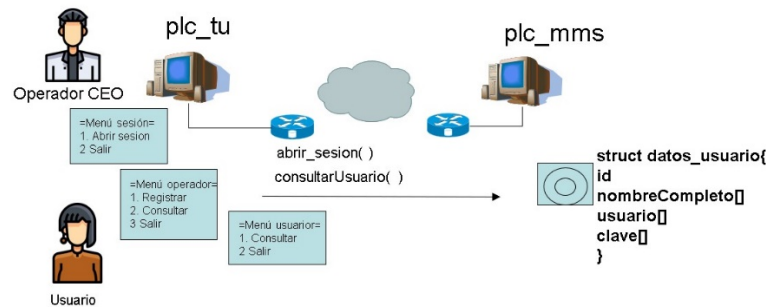 plc_tu
plc_mms
Operador CEO
=Menú sesión=
1. Abrir sesion
2 Salir
abrir_sesion( )
consultarUsuario( )
=Menú operador=
1. Registrar
2. Consultar
3 Salir
=Menú usuarior=
1. Consultar
2 Salir
struct datos_usuario{
id
nombreCompleto[]
usuario[]
clave[]
}
Usuario